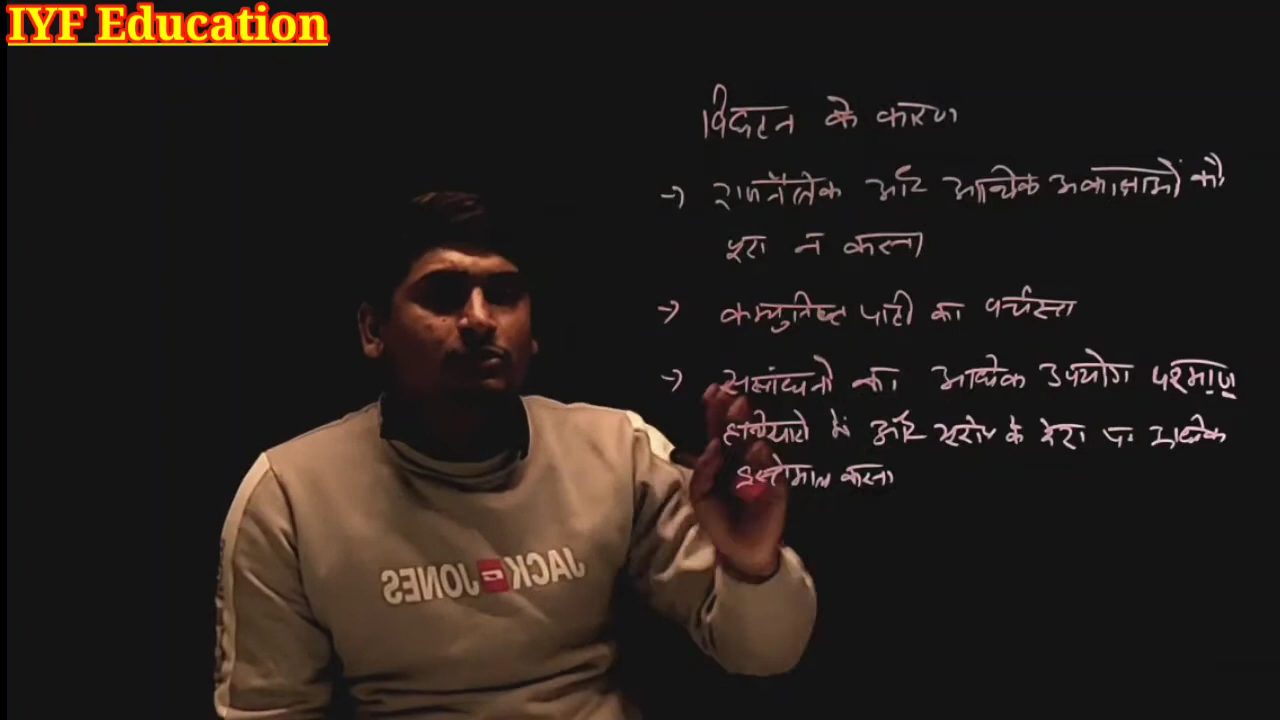 IYF Education
विघटन के कारण
→ राजनैतिक और आर्थिक अकाक्षाओं को
पूरा न करना
→ कम्युनिष्ट पार्टी का वर्चस्व
→ संसाधनो का अधिक उपयोग परमाणु
हथियारो में और यूरोप के देशो पर अधिक
इस्तेमाल करना
JACK JONES